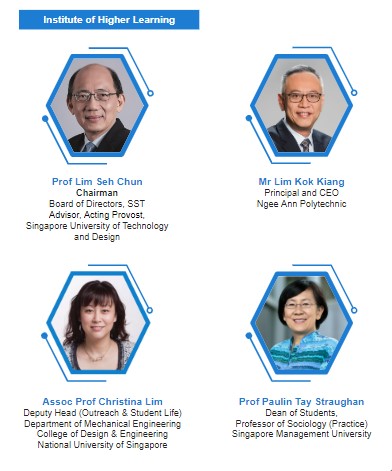 Institute of Higher Learning
Prof Lim Seh Chun
Chairman
Board of Directors, SST
Advisor, Acting Provost,
Singapore University of Technology
and Design
Mr Lim Kok Kiang
Principal and CEO
Ngee Ann Polytechnic
Assoc Prof Christina Lim
Deputy Head (Outreach & Student Life)
Department of Mechanical Engineering
College of Design & Engineering
National University of Singapore
Prof Paulin Tay Straughan
Dean of Students,
Professor of Sociology (Practice)
Singapore Management University